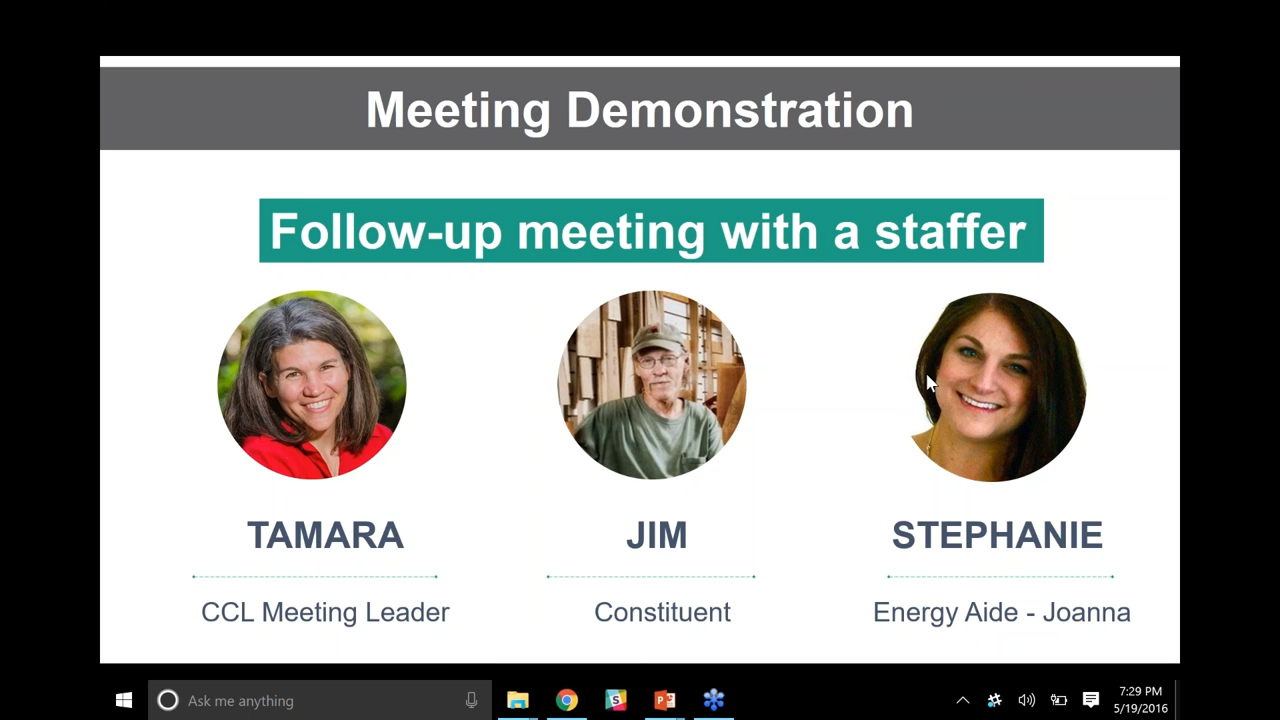 Meeting Demonstration
Follow-up meeting with a staffer
TAMARA
JIM
STEPHANIE
CCL Meeting Leader
Constituent
Energy Aide - Joanna
Ask me anything
7:29 PM
5/19/2016